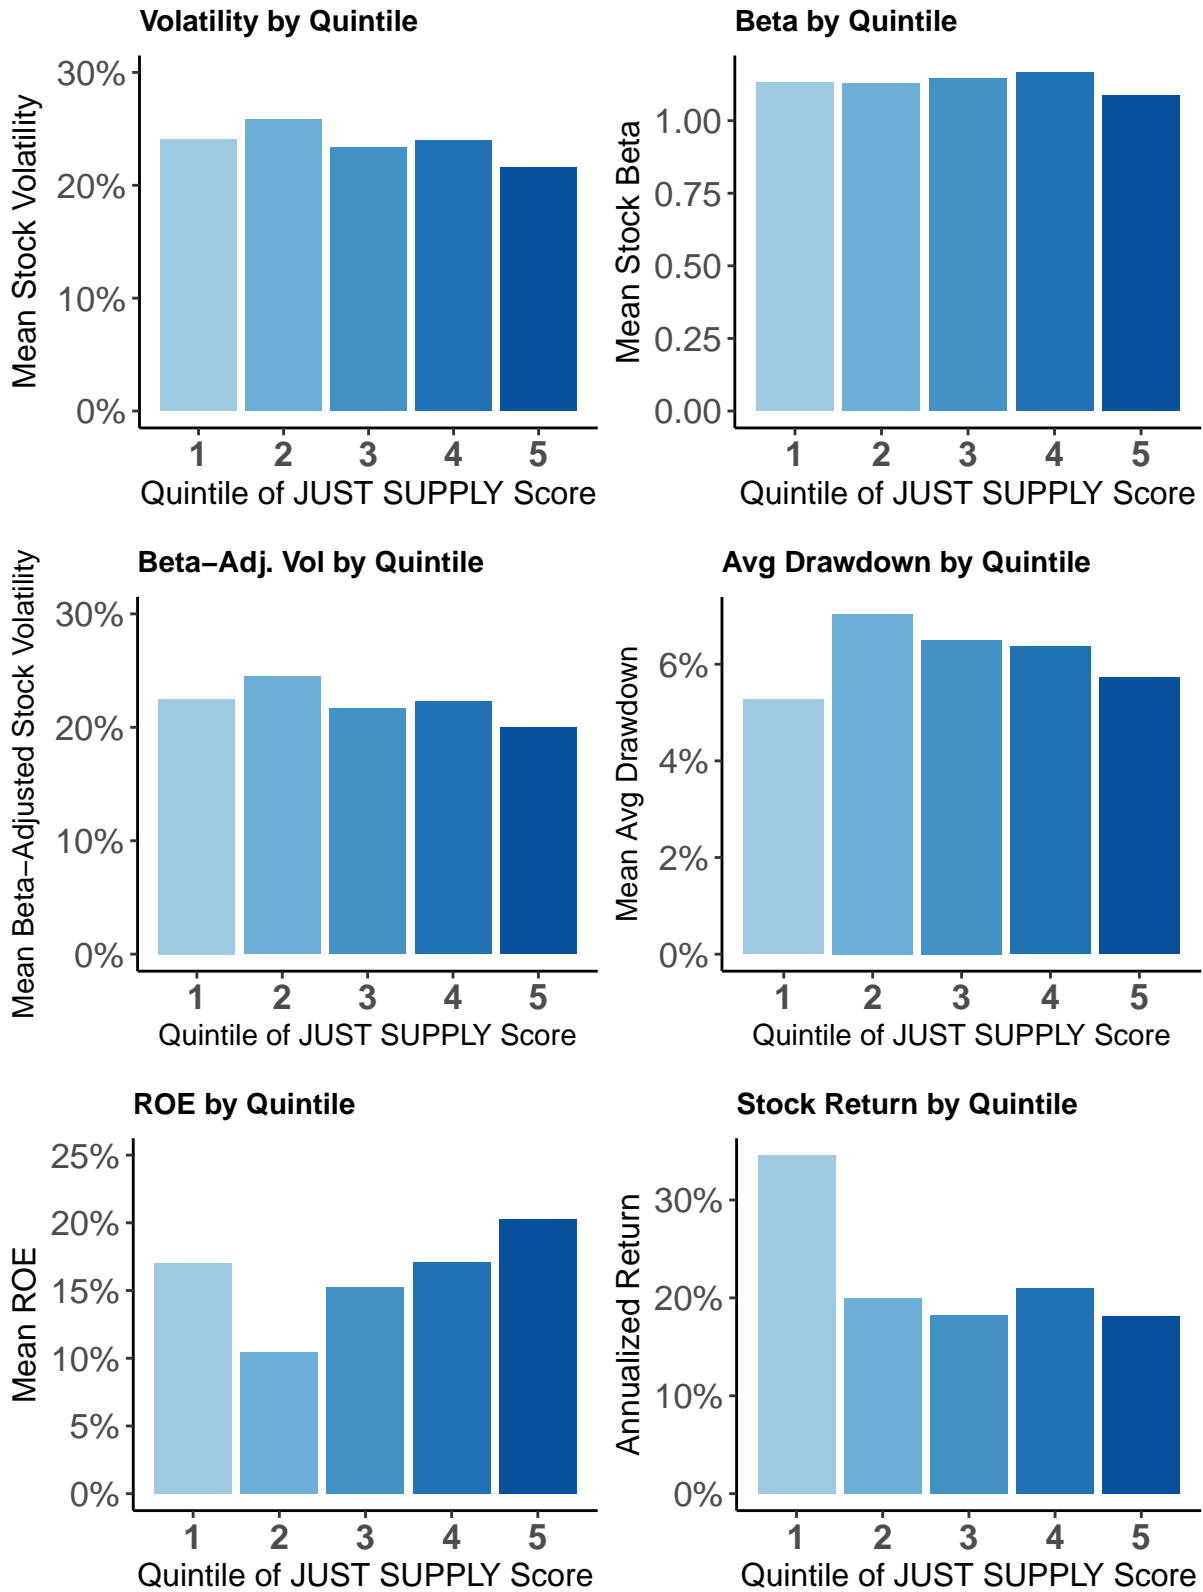 Volatility by Quintile
Mean Stock Volatility
30%
20%
10%
0%
1 2 3 4 5
Quintile of JUST SUPPLY Score
Beta by Quintile
Mean Stock Beta
1.00
0.75
0.50
0.25
0.00
1 2 3 4 5
Quintile of JUST SUPPLY Score
Beta−Adj. Vol by Quintile
Mean Beta−Adjusted Stock Volatility
30%
20%
10%
0%
1 2 3 4 5
Quintile of JUST SUPPLY Score
Avg Drawdown by Quintile
Mean Avg Drawdown
6%
4%
2%
0%
1 2 3 4 5
Quintile of JUST SUPPLY Score
ROE by Quintile
Mean ROE
25%
20%
15%
10%
5%
0%
1 2 3 4 5
Quintile of JUST SUPPLY Score
Stock Return by Quintile
Annualized Return
30%
20%
10%
0%
1 2 3 4 5
Quintile of JUST SUPPLY Score